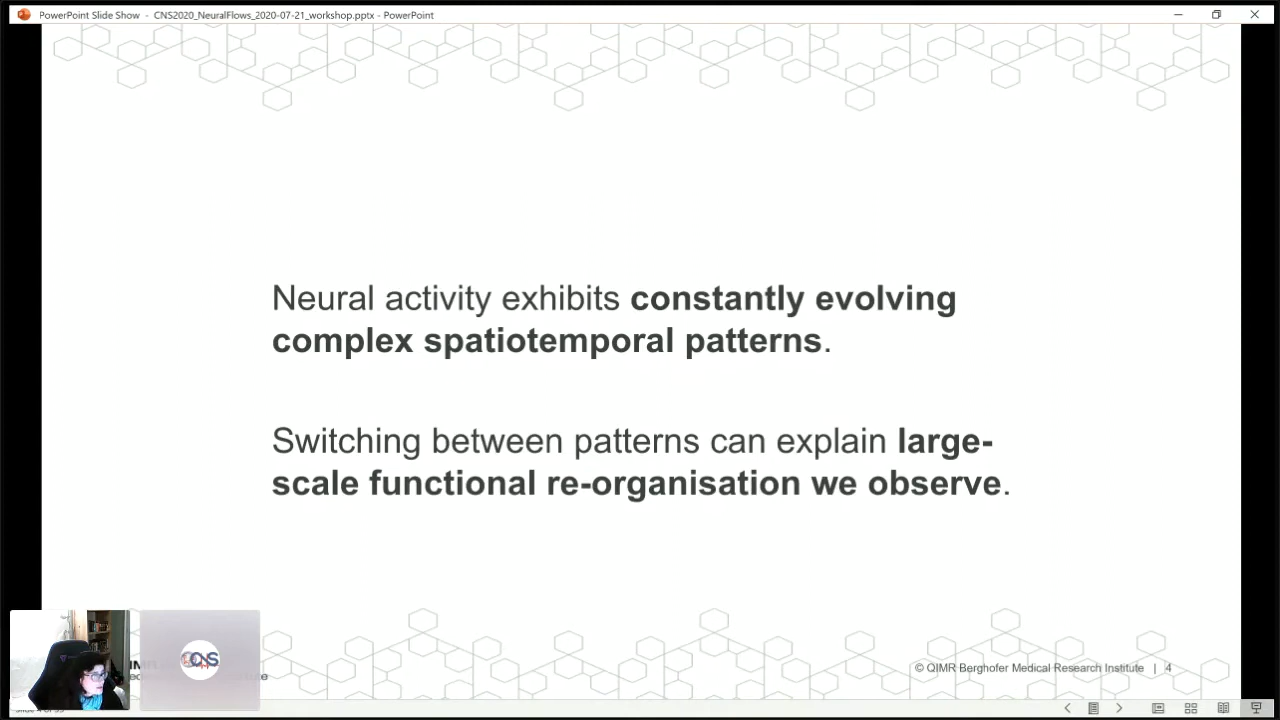 PowerPoint Slide Show - CNS2020_NeuralFlows_2020-07-21_workshop.pptx - PowerPoint
Neural activity exhibits constantly evolving
complex spatiotemporal patterns.
Switching between patterns can explain large-
scale functional re-organisation we observe.
CNS
© QIMR Berghofer Medical Research Institute | 4